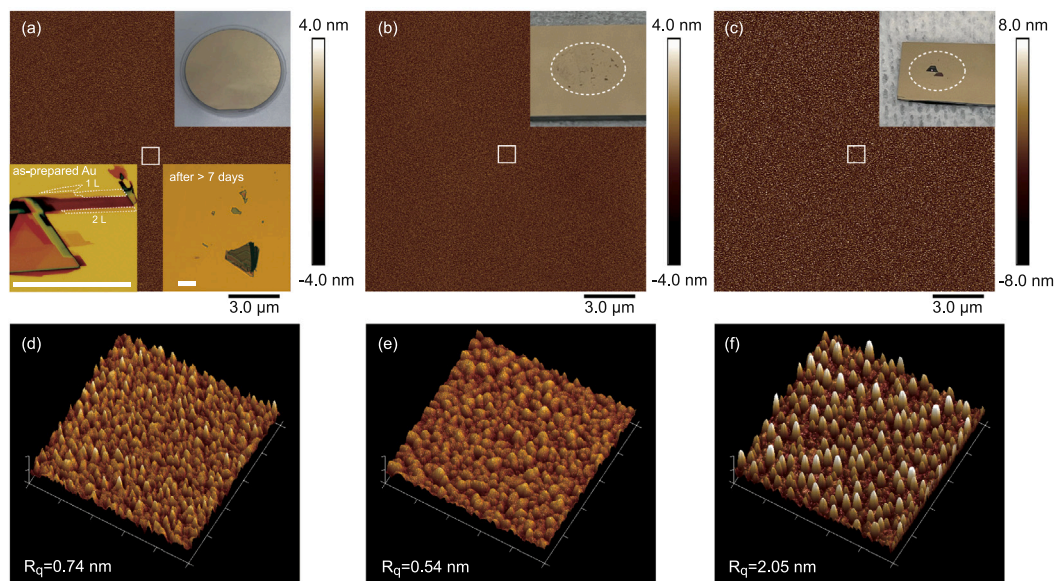 (a)
4.0 nm
as-prepared Au
1 L
2 L
after > 7 days
-4.0 nm
3.0 µm
(b)
4.0 nm
-4.0 nm
3.0 µm
(c)
8.0 nm
-8.0 nm
3.0 µm
(d)
Rq=0.74 nm
(e)
Rq=0.54 nm
(f)
Rq=2.05 nm